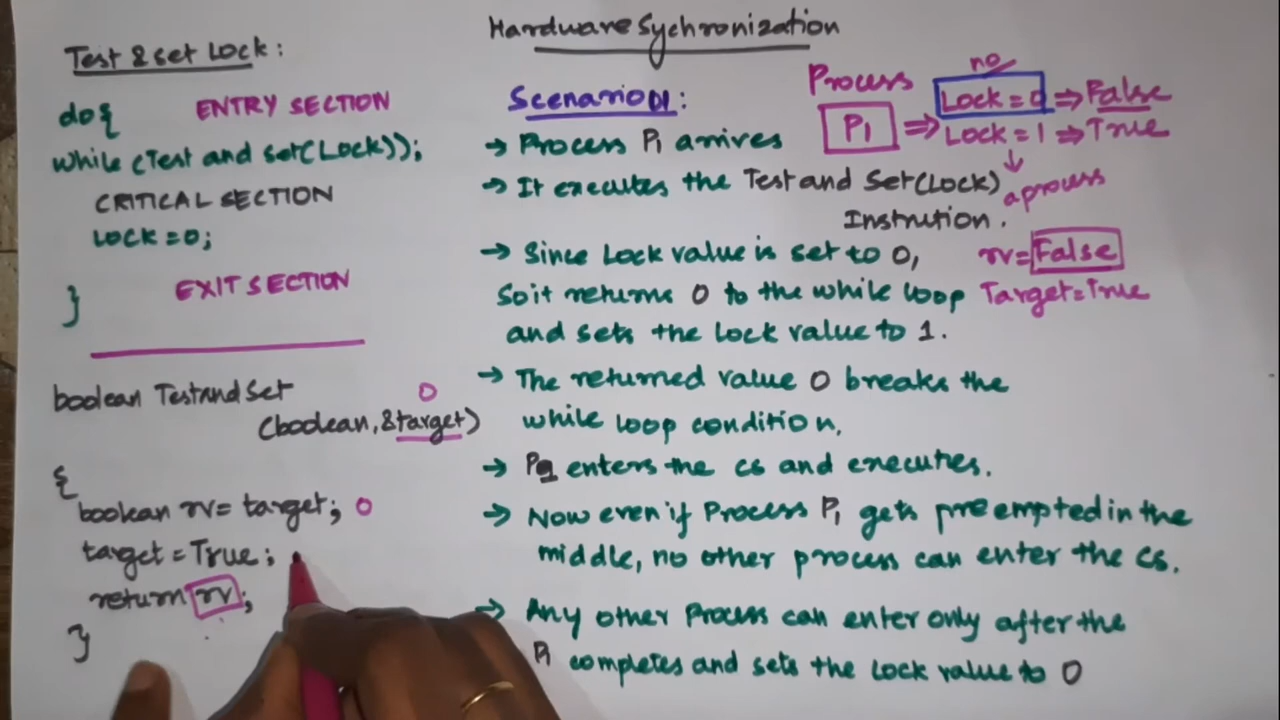 Hardware Sychronization
Test & set Lock:
do{ ENTRY SECTION
while (Test and set(Lock));
CRITICAL SECTION
LOCK = 0;
EXIT SECTION
}
boolean TestandSet 0
(boolean, &target)
{
boolean rv = target; 0
target = True;
return rv;
}
Scenario 01:
→ Process P1 arrives
→ It executes the Test and Set(Lock)
Instrution.
→ Since Lock value is set to 0,
So it returns 0 to the while loop
and sets the Lock value to 1.
→ The returned value 0 breaks the
while loop condition.
→ P1 enters the cs and executies.
→ Now even if Process P1 gets preempted in the
middle, no other process can enter the cs.
→ Any other Process can enter only after the
P1 completes and sets the Lock value to 0
Process
P1 ⇒
no
Lock = 0 ⇒ False
Lock = 1 ⇒ True
↓
a process
rv = False
Target = True